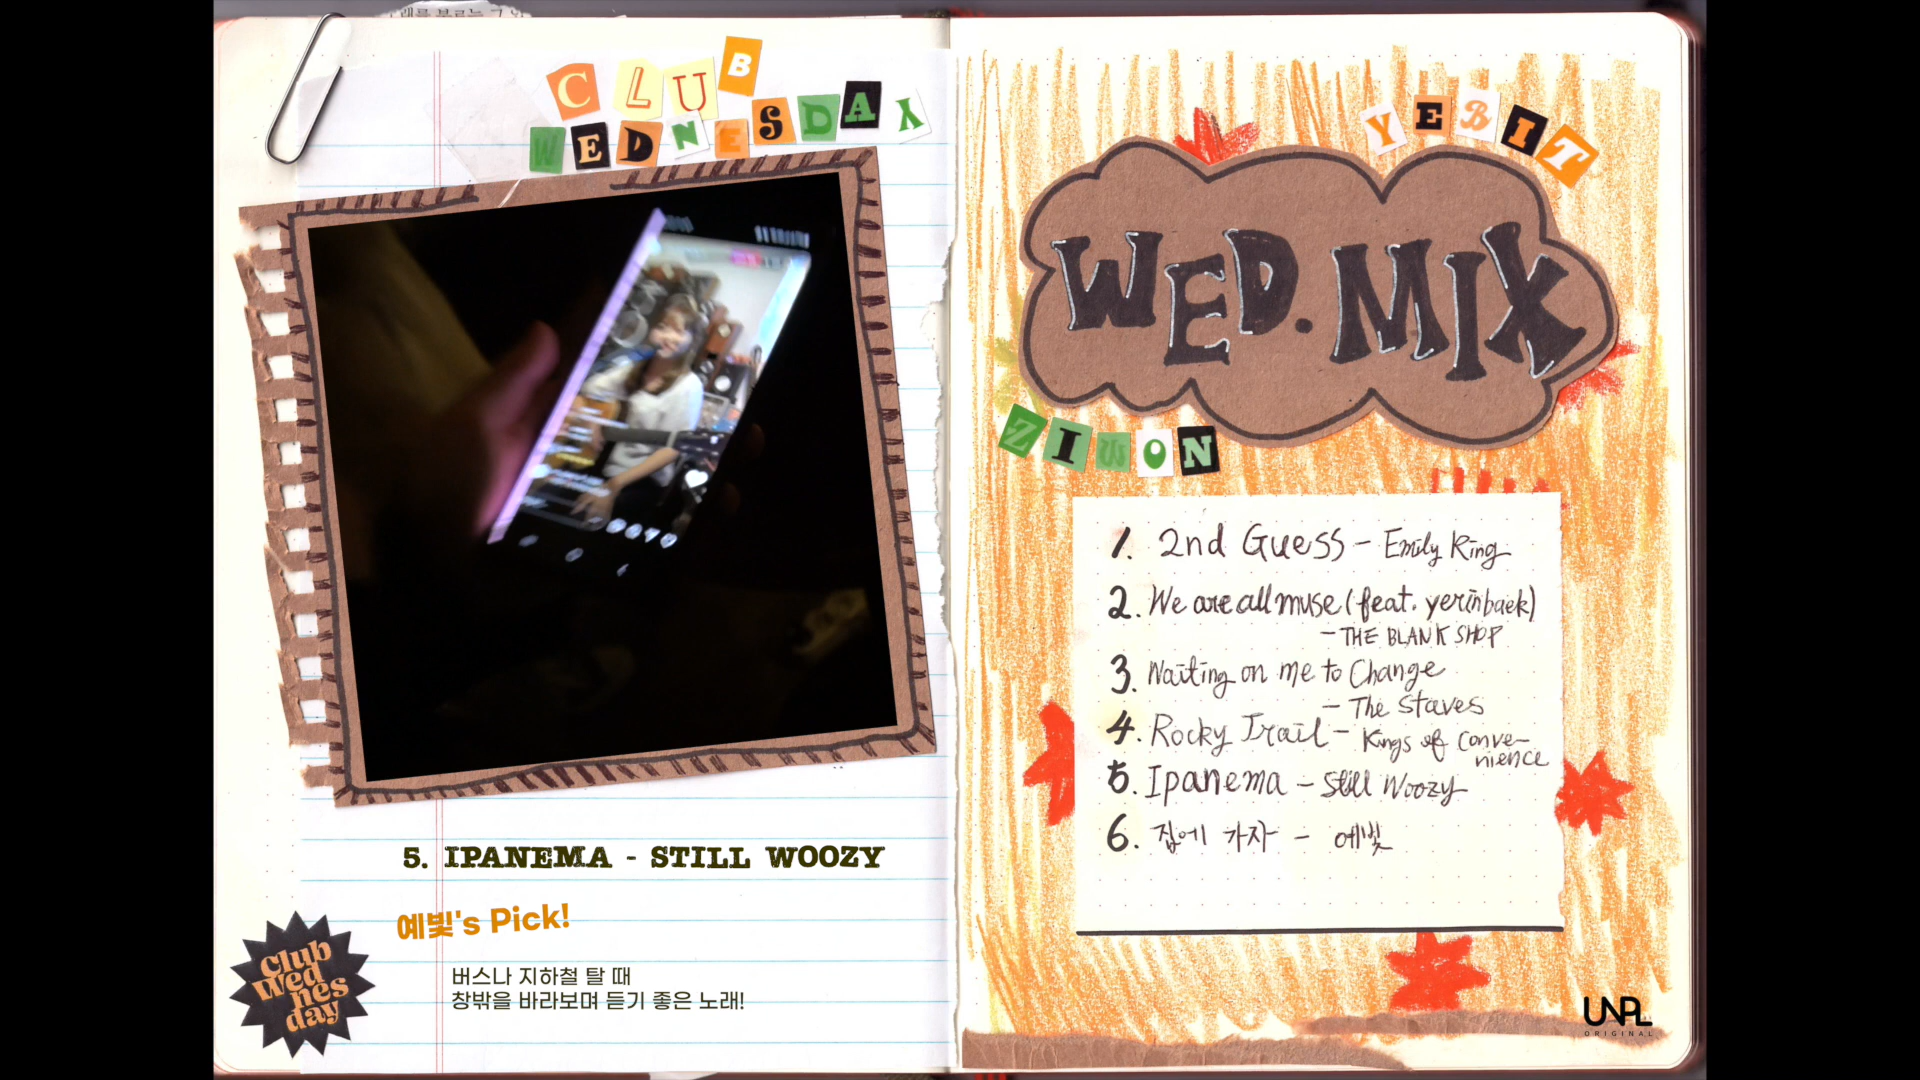 CLUB
WEDNESDAY
5. IPANEMA - STILL WOOZY
예빛's Pick!
버스나 지하철 탈 때
창밖을 바라보며 듣기 좋은 노래!
club
wed
nes
day
YEBIT
WED. MIX
ZIWON
1. 2nd Guess - Emily King
2. We are all muse (feat. yerinbaek)
- THE BLANK SHOP
3. Waiting on me to Change
- The Staves
4. Rocky Trail - Kings of Conve-
nience
5. Ipanema - Still Woozy
6. 집에 가자 - 예빛
UNPL
ORIGINAL